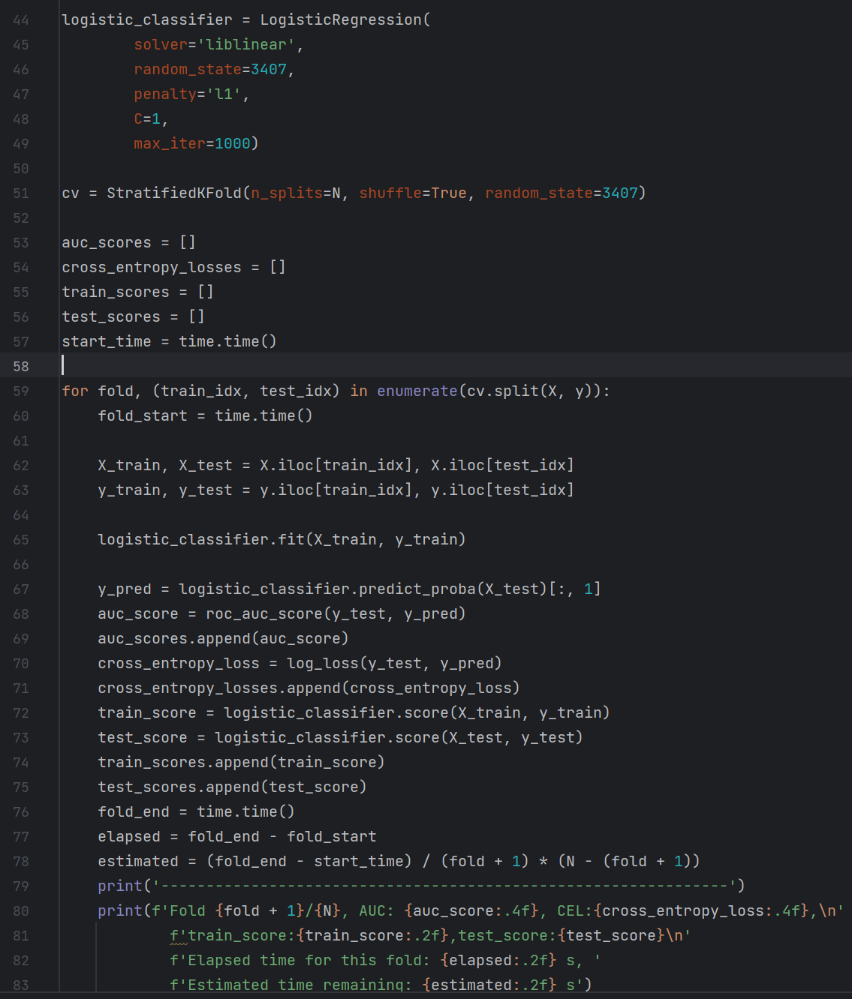 44 logistic_classifier = LogisticRegression(
45         solver='liblinear',
46         random_state=3407,
47         penalty='l1',
48         C=1,
49         max_iter=1000)
50
51 cv = StratifiedKFold(n_splits=N, shuffle=True, random_state=3407)
52
53 auc_scores = []
54 cross_entropy_losses = []
55 train_scores = []
56 test_scores = []
57 start_time = time.time()
58
59 for fold, (train_idx, test_idx) in enumerate(cv.split(X, y)):
60     fold_start = time.time()
61
62     X_train, X_test = X.iloc[train_idx], X.iloc[test_idx]
63     y_train, y_test = y.iloc[train_idx], y.iloc[test_idx]
64
65     logistic_classifier.fit(X_train, y_train)
66
67     y_pred = logistic_classifier.predict_proba(X_test)[:, 1]
68     auc_score = roc_auc_score(y_test, y_pred)
69     auc_scores.append(auc_score)
70     cross_entropy_loss = log_loss(y_test, y_pred)
71     cross_entropy_losses.append(cross_entropy_loss)
72     train_score = logistic_classifier.score(X_train, y_train)
73     test_score = logistic_classifier.score(X_test, y_test)
74     train_scores.append(train_score)
75     test_scores.append(test_score)
76     fold_end = time.time()
77     elapsed = fold_end - fold_start
78     estimated = (fold_end - start_time) / (fold + 1) * (N - (fold + 1))
79     print('---------------------------------------------------------------')
80     print(f'Fold {fold + 1}/{N}, AUC: {auc_score:.4f}, CEL:{cross_entropy_loss:.4f},\n'
81             f'train_score:{train_score:.2f},test_score:{test_score}\n'
82             f'Elapsed time for this fold: {elapsed:.2f} s, '
83             f'Estimated time remaining: {estimated:.2f} s')